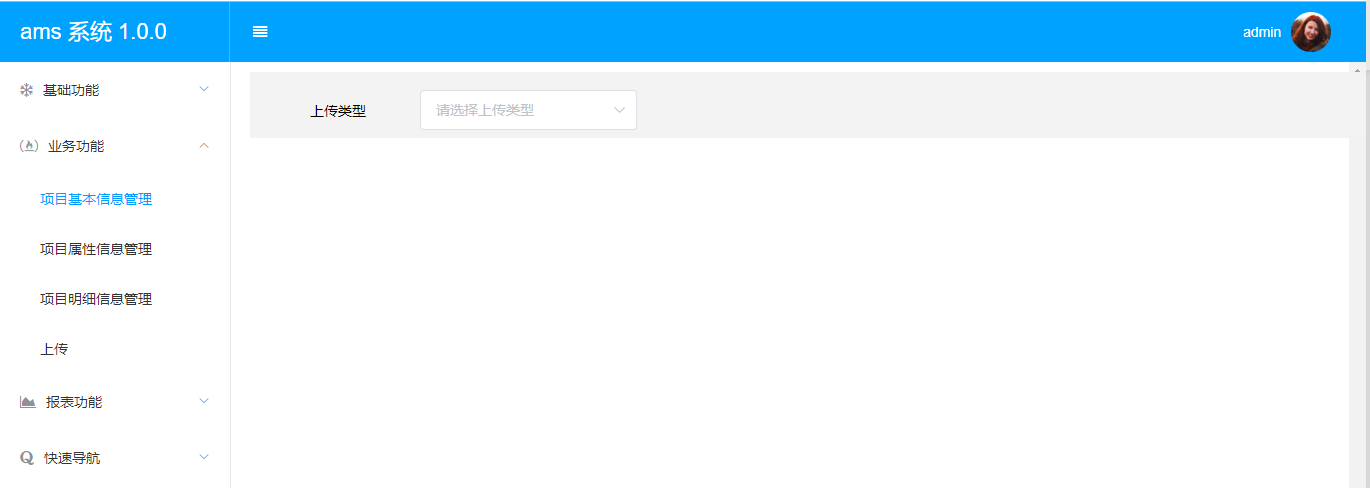 ams 系统 1.0.0
admin
基础功能
业务功能
项目基本信息管理
项目属性信息管理
项目明细信息管理
上传
报表功能
快速导航
上传类型
请选择上传类型